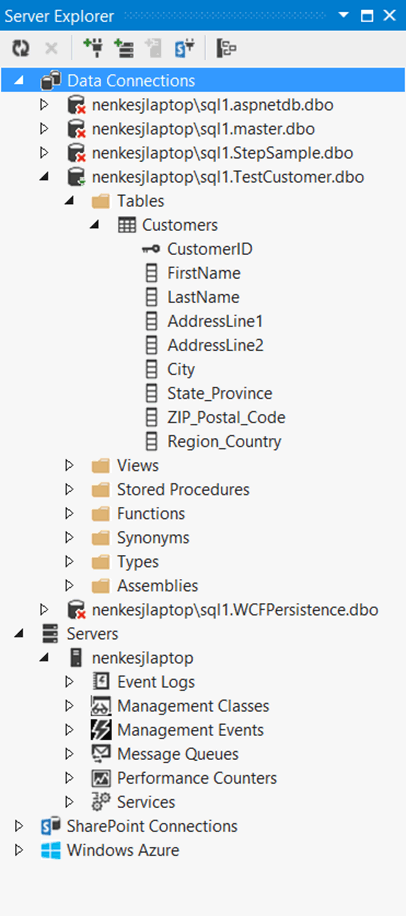 Server Explorer
Data Connections
nenkesjlaptop\sql1.aspnetdb.dbo
nenkesjlaptop\sql1.master.dbo
nenkesjlaptop\sql1.StepSample.dbo
nenkesjlaptop\sql1.TestCustomer.dbo
Tables
Customers
CustomerID
FirstName
LastName
AddressLine1
AddressLine2
City
State_Province
ZIP_Postal_Code
Region_Country
Views
Stored Procedures
Functions
Synonyms
Types
Assemblies
nenkesjlaptop\sql1.WCFPersistence.dbo
Servers
nenkesjlaptop
Event Logs
Management Classes
Management Events
Message Queues
Performance Counters
Services
SharePoint Connections
Windows Azure